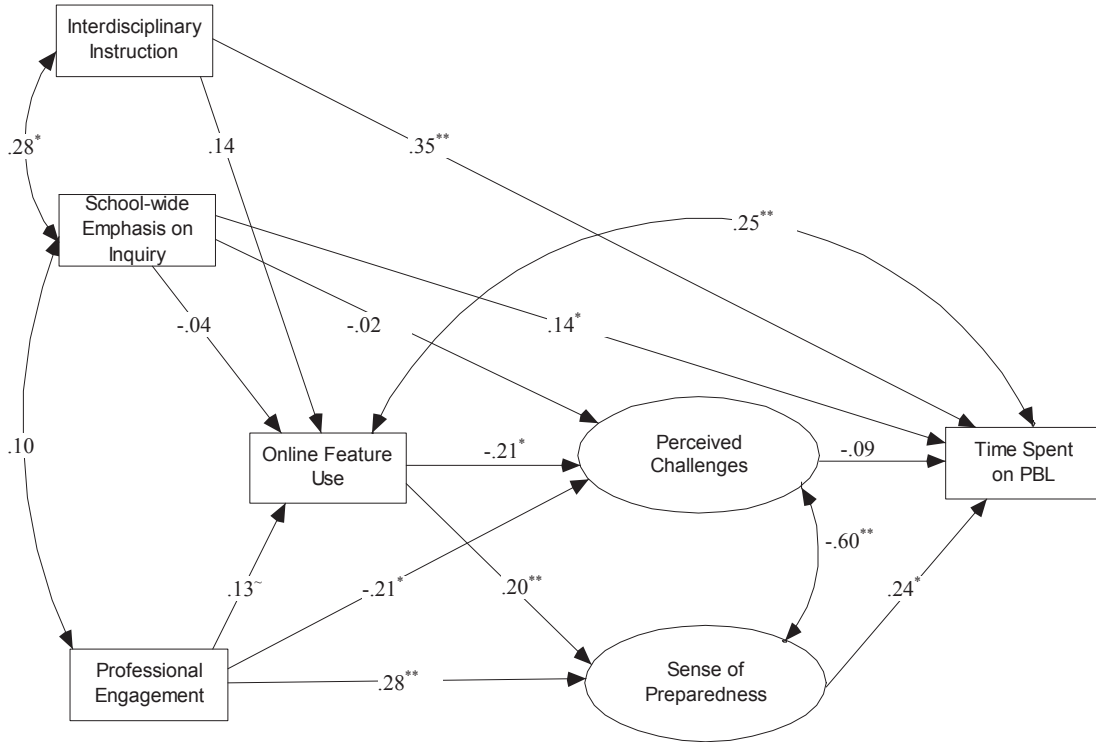 Interdisciplinary
Instruction
.28*
.14
.35**
School-wide
Emphasis on
Inquiry
.25**
-.04
-.02
.14*
.10
Online Feature
Use
-.21*
Perceived
Challenges
-.09
Time Spent
on PBL
.13~
-.21*
.20**
-.60**
.24*
Professional
Engagement
.28**
Sense of
Preparedness